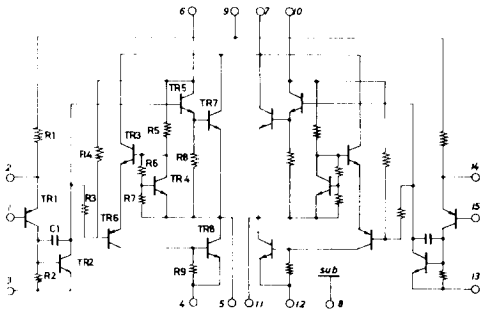 6 9 7 10
TR5
TR7
R1 TR3 R5
R4 R6 R8
2 14
TR4
R7
1 TR1 R3 15
TR6
C1 TR8
TR2
R2 R9
3 sub 13
4 5 11 12 8